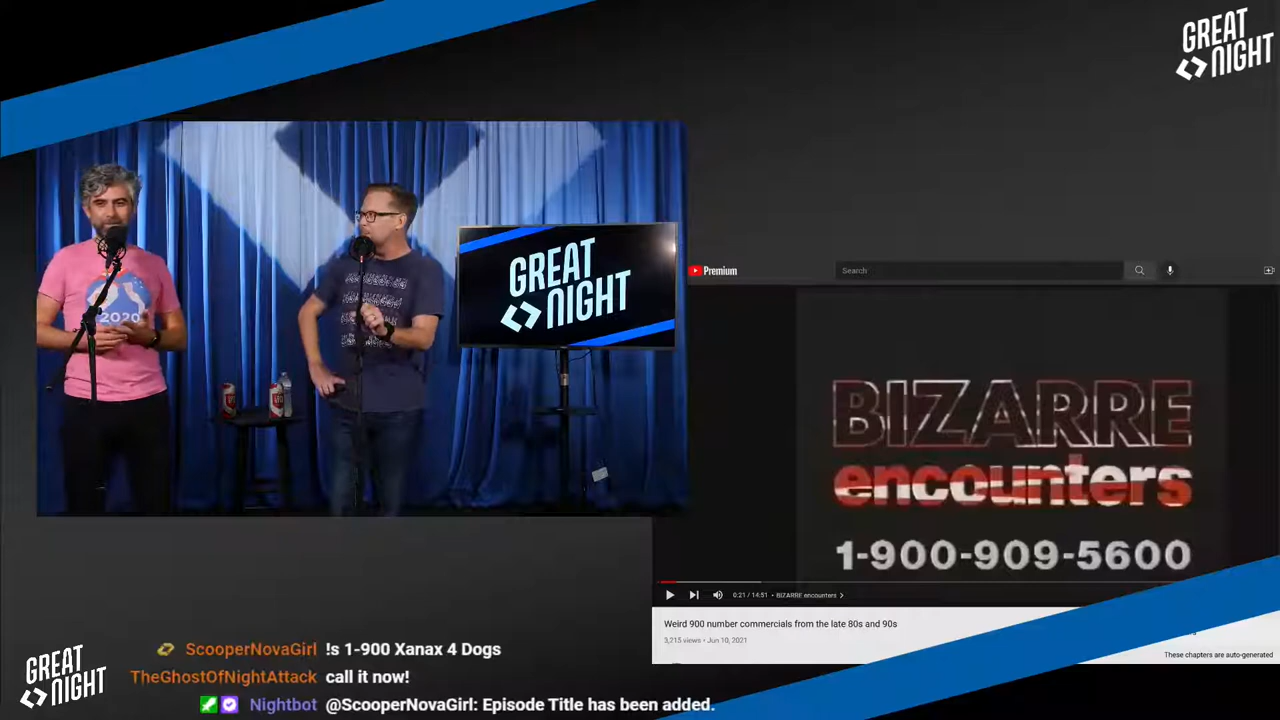 GREAT
NIGHT
2020
GREAT
NIGHT
Premium
Search
BIZARRE
encounters
1-900-909-5600
0:21 / 14:51 • BIZARRE encounters
Weird 900 number commercials from the late 80s and 90s
3,215 views • Jun 10, 2021
These chapters are auto-generated
GREAT
NIGHT
ScooperNovaGirl !s 1-900 Xanax 4 Dogs
TheGhostOfNightAttack call it now!
Nightbot @ScooperNovaGirl: Episode Title has been added.